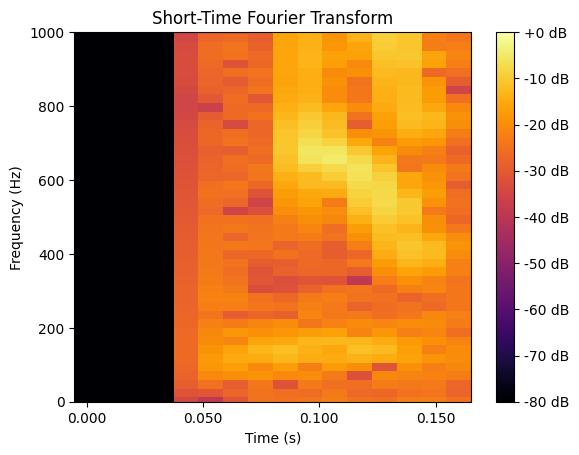 Short-Time Fourier Transform
1000
800
600
400
200
0
Frequency (Hz)
0.000
0.050
0.100
0.150
Time (s)
+0 dB
-10 dB
-20 dB
-30 dB
-40 dB
-50 dB
-60 dB
-70 dB
-80 dB